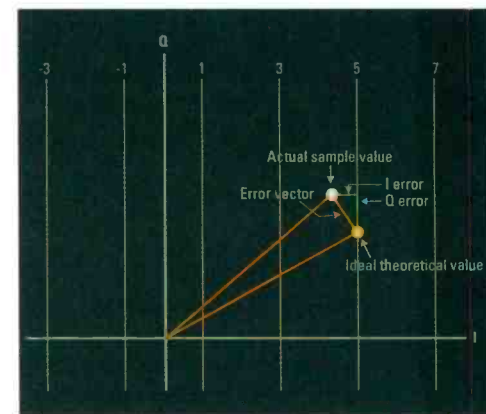 Q
-3 -1 1 3 5 7
Actual sample value
I error
Error vector
Q error
Ideal theoretical value
I